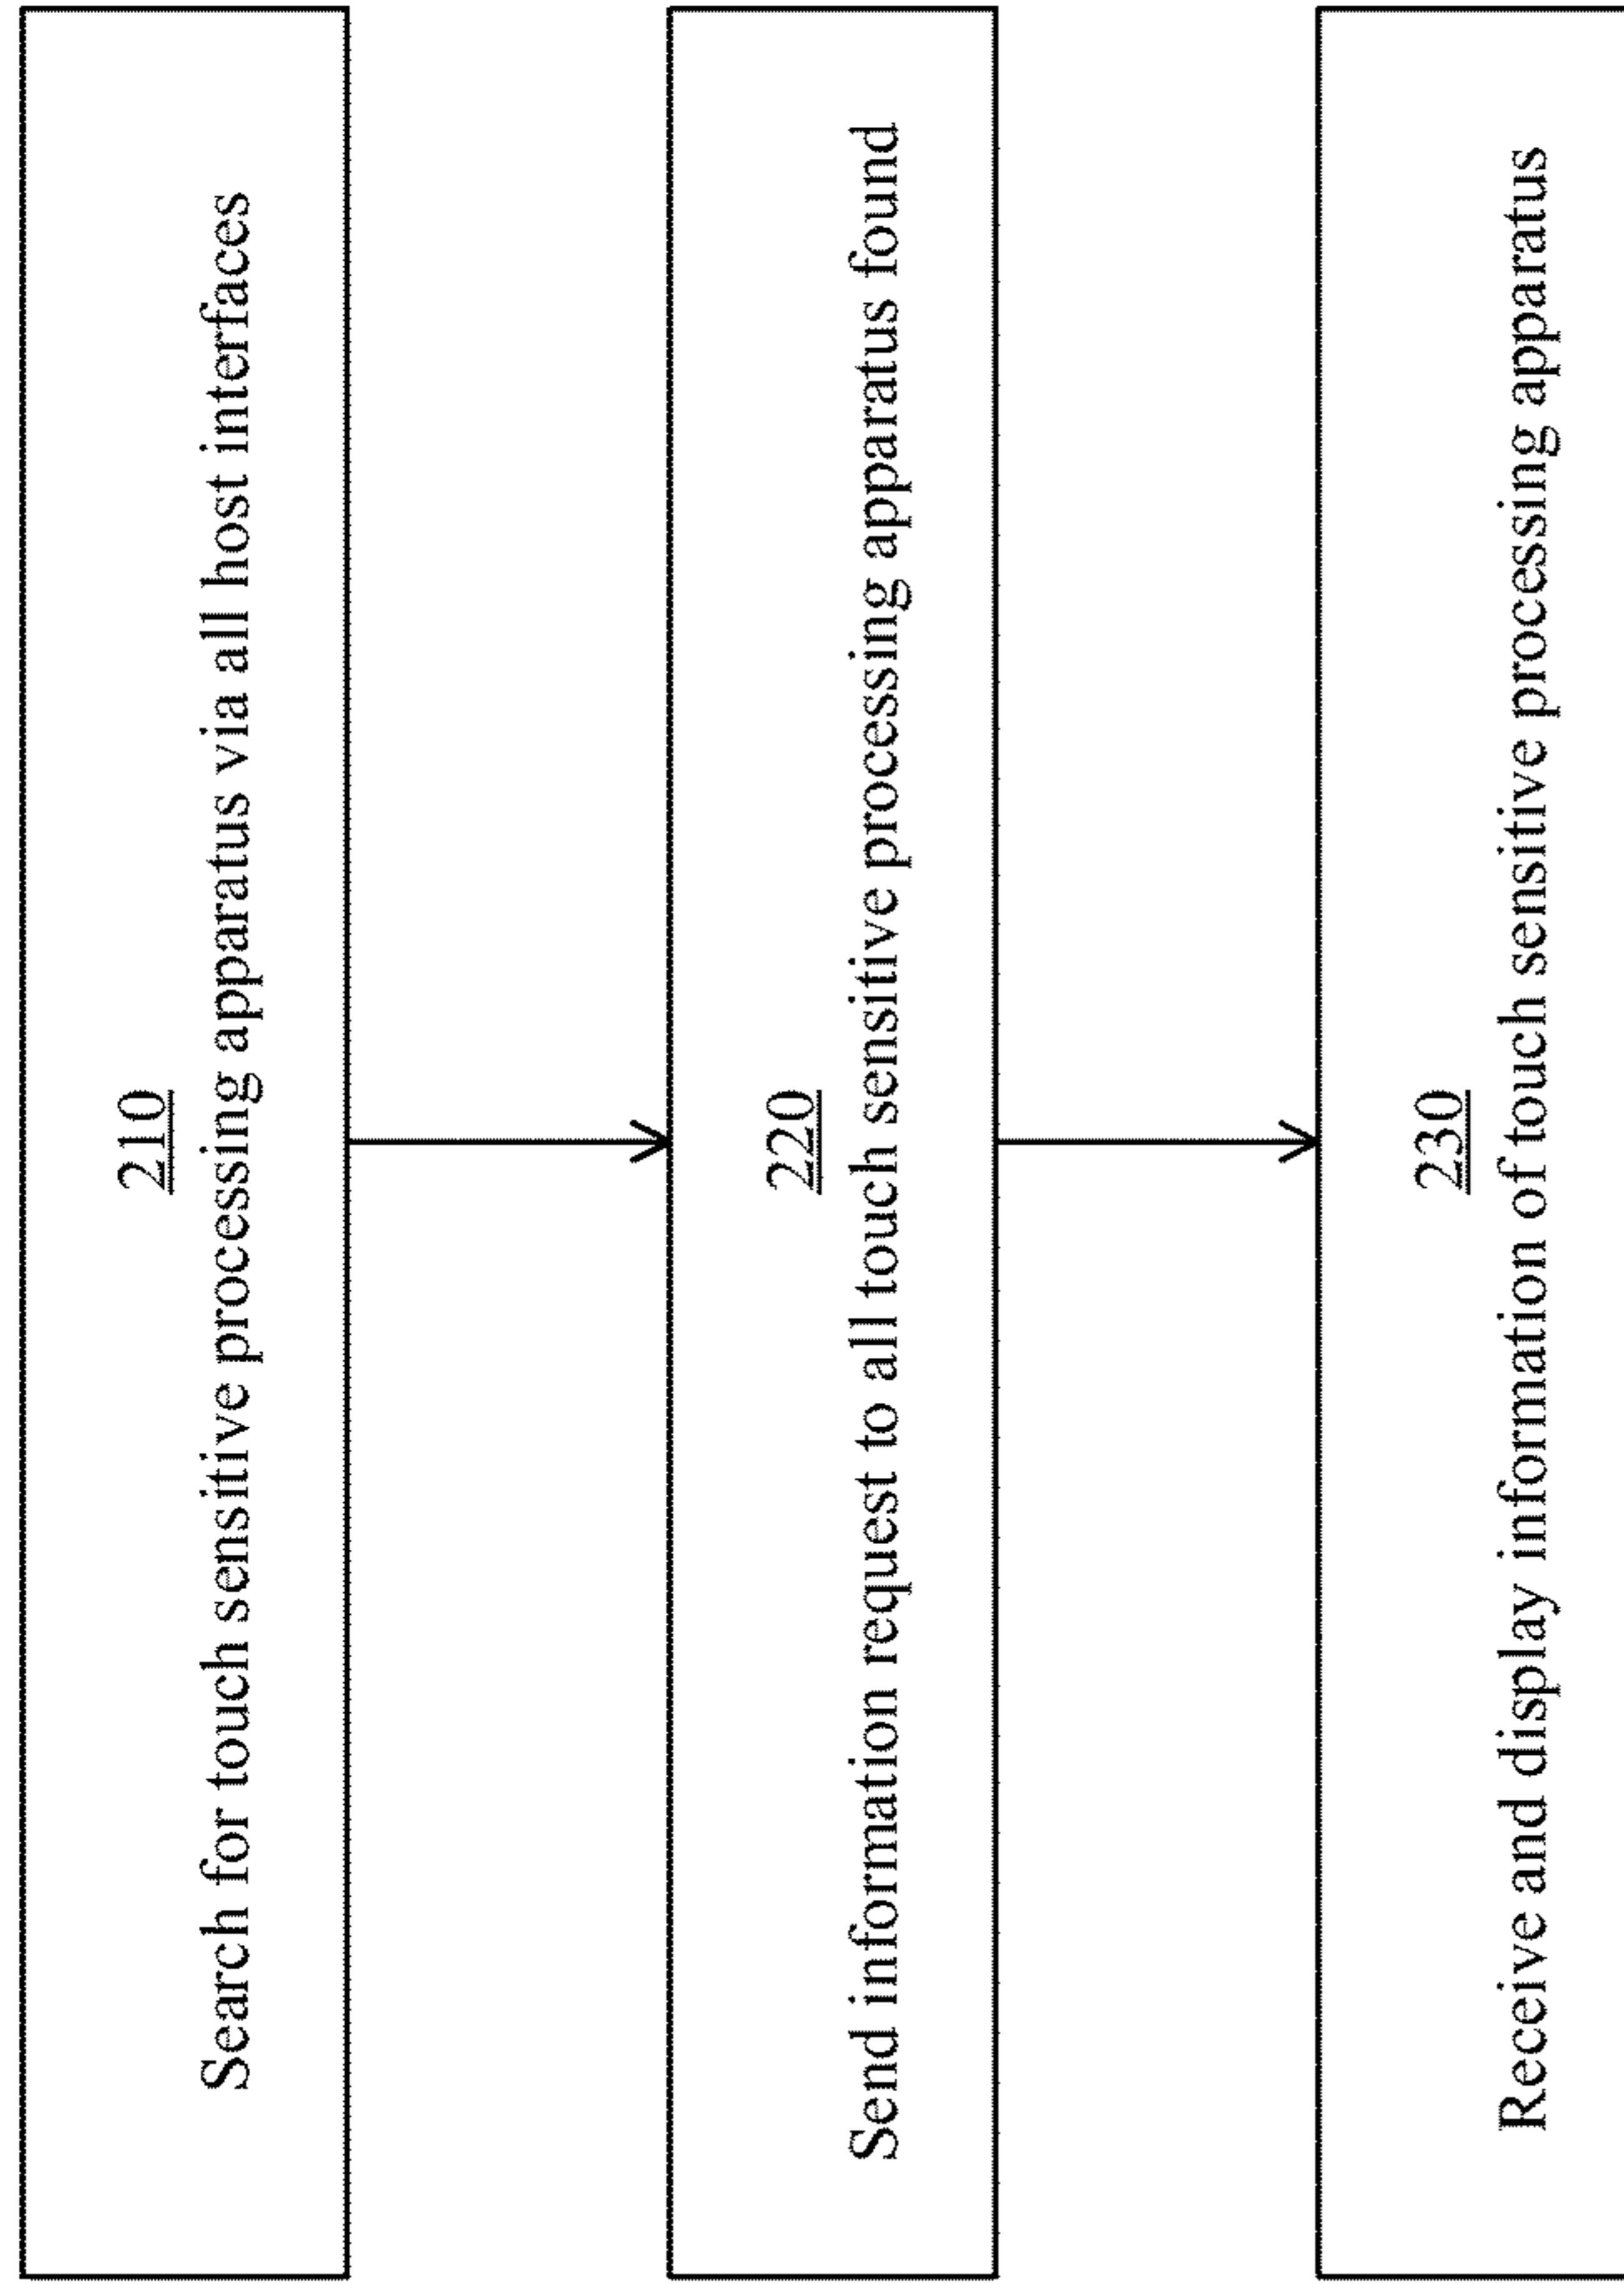 210
Search for touch sensitive processing apparatus via all host interfaces
220
Send information request to all touch sensitive processing apparatus found
230
Receive and display information of touch sensitive processing apparatus